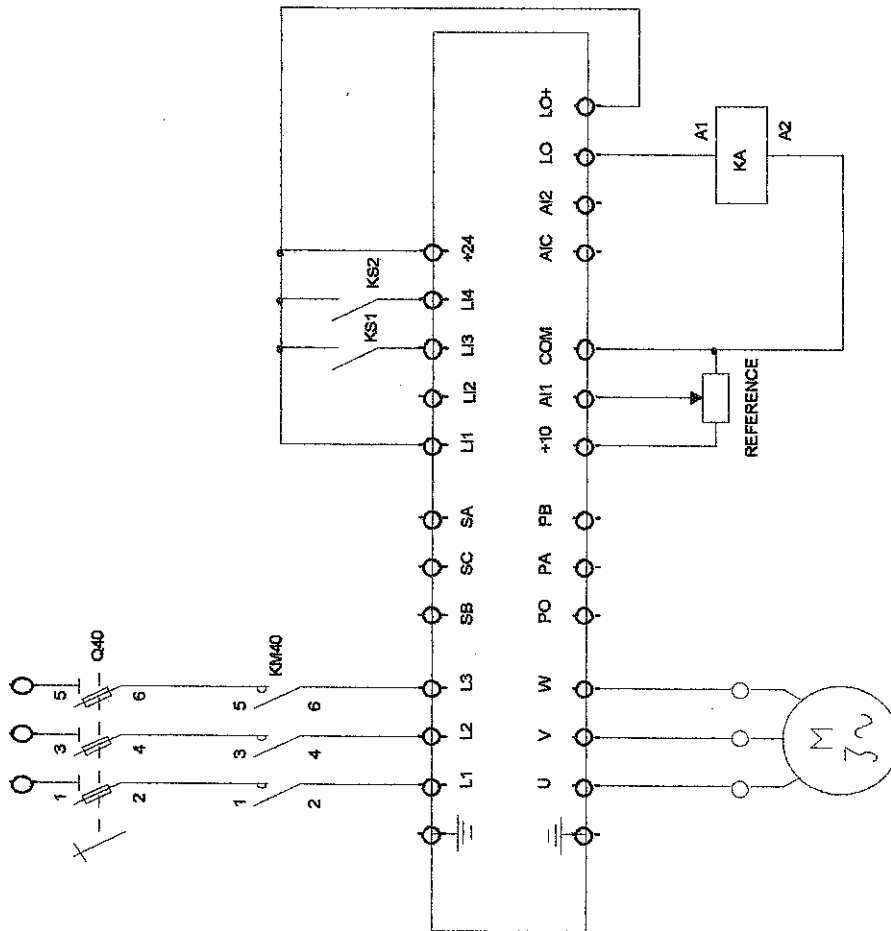 Q40
1
3
5
2
4
6
KM40
1
3
5
2
4
6
KS1
KS2
L1
L2
L3
SB
SC
SA
LI1
LI2
LI3
LI4
+24
U
V
W
PO
PA
PB
+10
AI1
COM
AIC
AI2
LO
LO+
REFERENCE
A1
KA
A2
M
3~